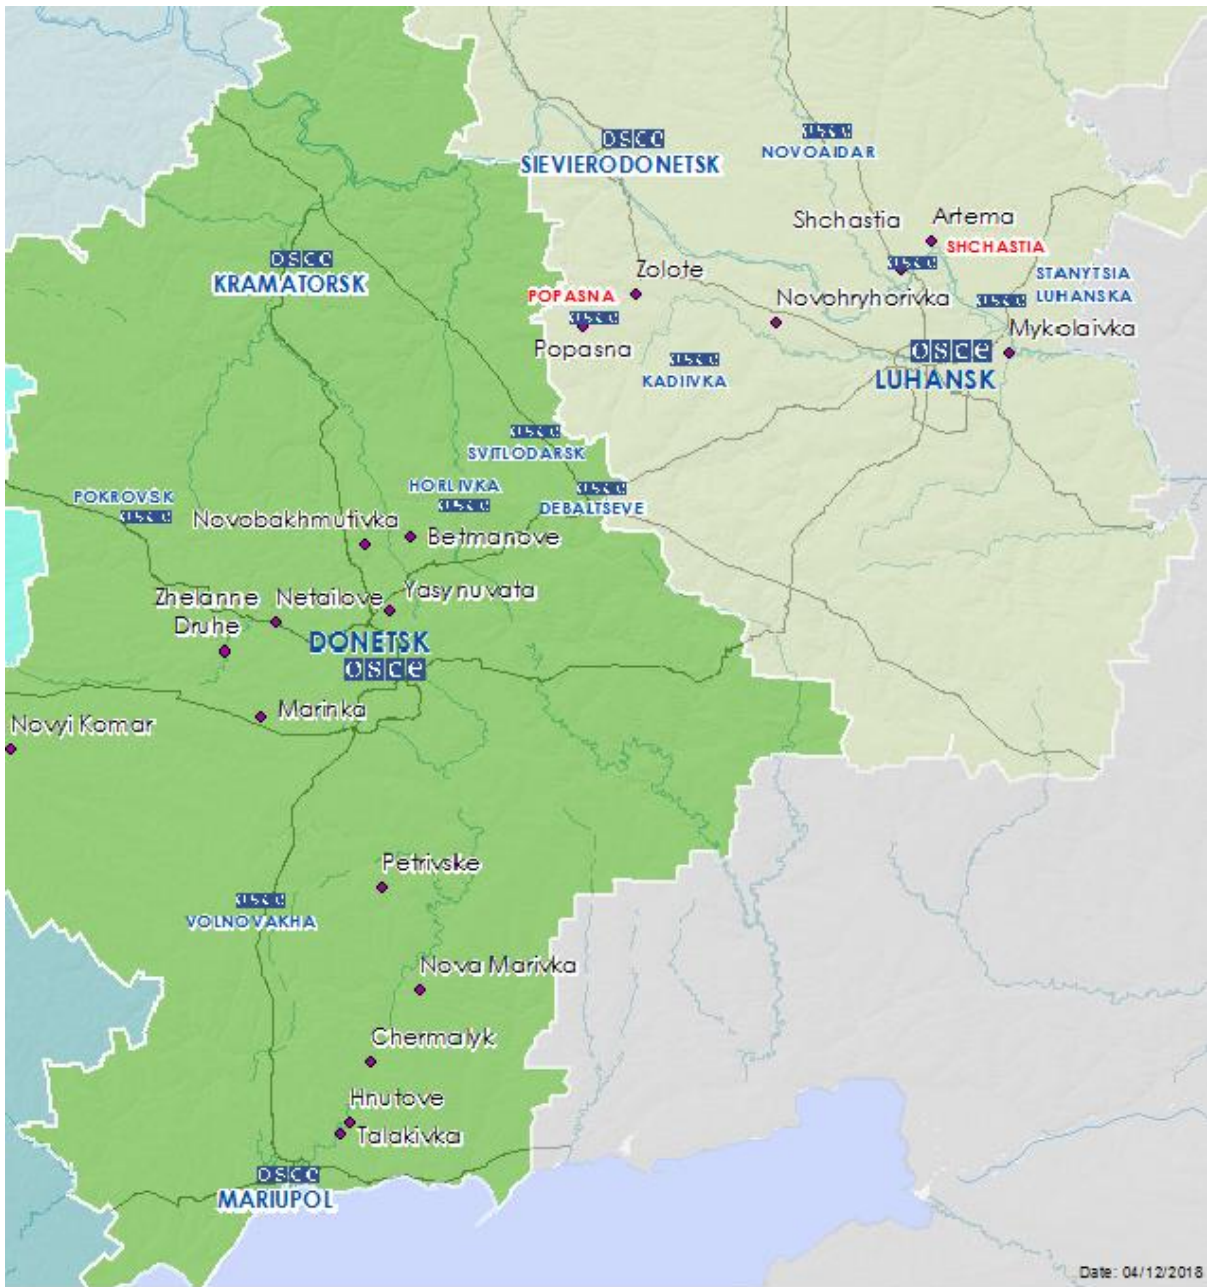 OSCE
SIEVIERODONETSK
OSCE
NOVOAIDAR
Shchastia
Artema
SHCHASTIA
OSCE
OSCE
KRAMATORSK
Zolote
STANYTSIA
LUHANSKA
OSCE
POPASNA
OSCE
Popasna
Novohryhorivka
Mykolaivka
OSCE
KADIIVKA
osce
LUHANSK
OSCE
SVITLODARSK
HORLIVKA
OSCE
OSCE
DEBALTSEVE
POKROVSK
OSCE
Novobakhmutivka
Betmanove
Zhelanne
Druhe
Netailove
Yasynuvata
DONETSK
osce
Marinka
Novyi Komar
Petrivske
OSCE
VOLNOVAKHA
Nova Marivka
Chermalyk
Hnutove
Talakivka
OSCE
MARIUPOL
Date: 04/12/2018